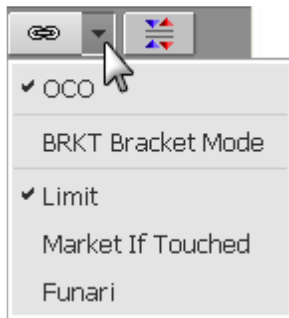 OCO
BRKT Bracket Mode
Limit
Market If Touched
Funari